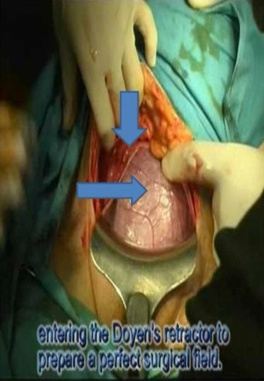 entering the Doyen's retractor to
prepare a perfect surgical field.